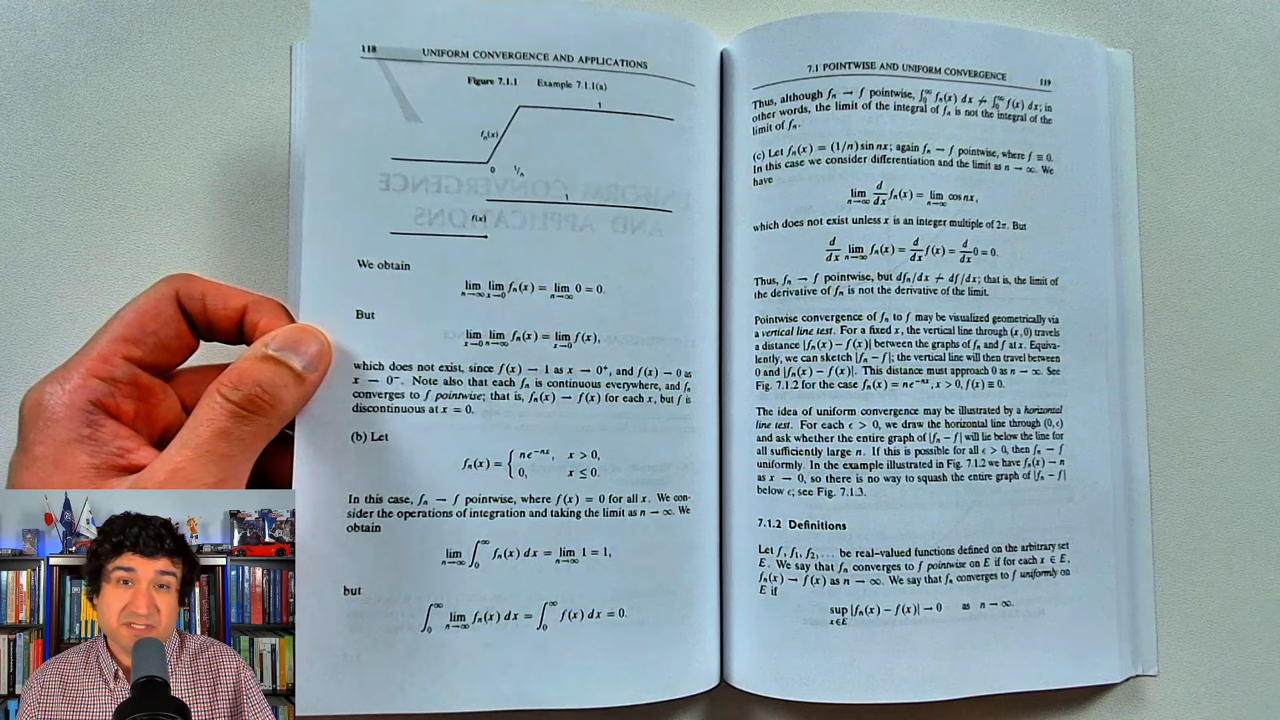 118
UNIFORM CONVERGENCE AND APPLICATIONS
Figure 7.1.1 Example 7.1.1(a)
1
fₙ(x)
0
1/n
1
f(x)
We obtain
lim lim fₙ(x) = lim 0 = 0.
n→∞ x→0 n→∞
But
lim lim fₙ(x) = lim f(x),
x→0 n→∞ x→0
which does not exist, since f(x) → 1 as x → 0⁺, and f(x) → 0 as
x → 0⁻. Note also that each fₙ is continuous everywhere, and fₙ
converges to f pointwise; that is, fₙ(x) → f(x) for each x, but f is
discontinuous at x = 0.
(b) Let
fₙ(x) = { ne⁻ⁿˣ, x > 0,
0, x ≤ 0.
In this case, fₙ → f pointwise, where f(x) = 0 for all x. We con-
sider the operations of integration and taking the limit as n → ∞. We
obtain
lim ∫₀^∞ fₙ(x) dx = lim 1 = 1,
n→∞ n→∞
but
∫₀^∞ lim fₙ(x) dx = ∫₀^∞ f(x) dx = 0.
n→∞
7.1 POINTWISE AND UNIFORM CONVERGENCE
119
Thus, although fₙ → f pointwise, ∫₀^∞ fₙ(x) dx ↛ ∫₀^∞ f(x) dx; in
other words, the limit of the integral of fₙ is not the integral of the
limit of fₙ.
(c) Let fₙ(x) = (1/n) sin nx; again fₙ → f pointwise, where f ≡ 0.
In this case we consider differentiation and the limit as n → ∞. We
have
lim d/dx fₙ(x) = lim cos nx,
n→∞ n→∞
which does not exist unless x is an integer multiple of 2π. But
d/dx lim fₙ(x) = d/dx f(x) = d/dx 0 = 0.
n→∞
Thus, fₙ → f pointwise, but dfₙ/dx ↛ df/dx; that is, the limit of
the derivative of fₙ is not the derivative of the limit.
Pointwise convergence of fₙ to f may be visualized geometrically via
a vertical line test. For a fixed x, the vertical line through (x, 0) travels
a distance |fₙ(x) − f(x)| between the graphs of fₙ and f at x. Equiva-
lently, we can sketch |fₙ − f|; the vertical line will then travel between
0 and |fₙ(x) − f(x)|. This distance must approach 0 as n → ∞. See
Fig. 7.1.2 for the case fₙ(x) = ne⁻ⁿˣ, x > 0, f(x) ≡ 0.
The idea of uniform convergence may be illustrated by a horizontal
line test. For each ϵ > 0, we draw the horizontal line through (0, ϵ)
and ask whether the entire graph of |fₙ − f| will lie below the line for
all sufficiently large n. If this is possible for all ϵ > 0, then fₙ → f
uniformly. In the example illustrated in Fig. 7.1.2 we have fₙ(x) → n
as x → 0, so there is no way to squash the entire graph of |fₙ − f|
below ϵ; see Fig. 7.1.3.
7.1.2 Definitions
Let f, f₁, f₂, … be real-valued functions defined on the arbitrary set
E. We say that fₙ converges to f pointwise on E if for each x ∈ E,
fₙ(x) → f(x) as n → ∞. We say that fₙ converges to f uniformly on
E if
sup |fₙ(x) − f(x)| → 0 as n → ∞.
x∈E